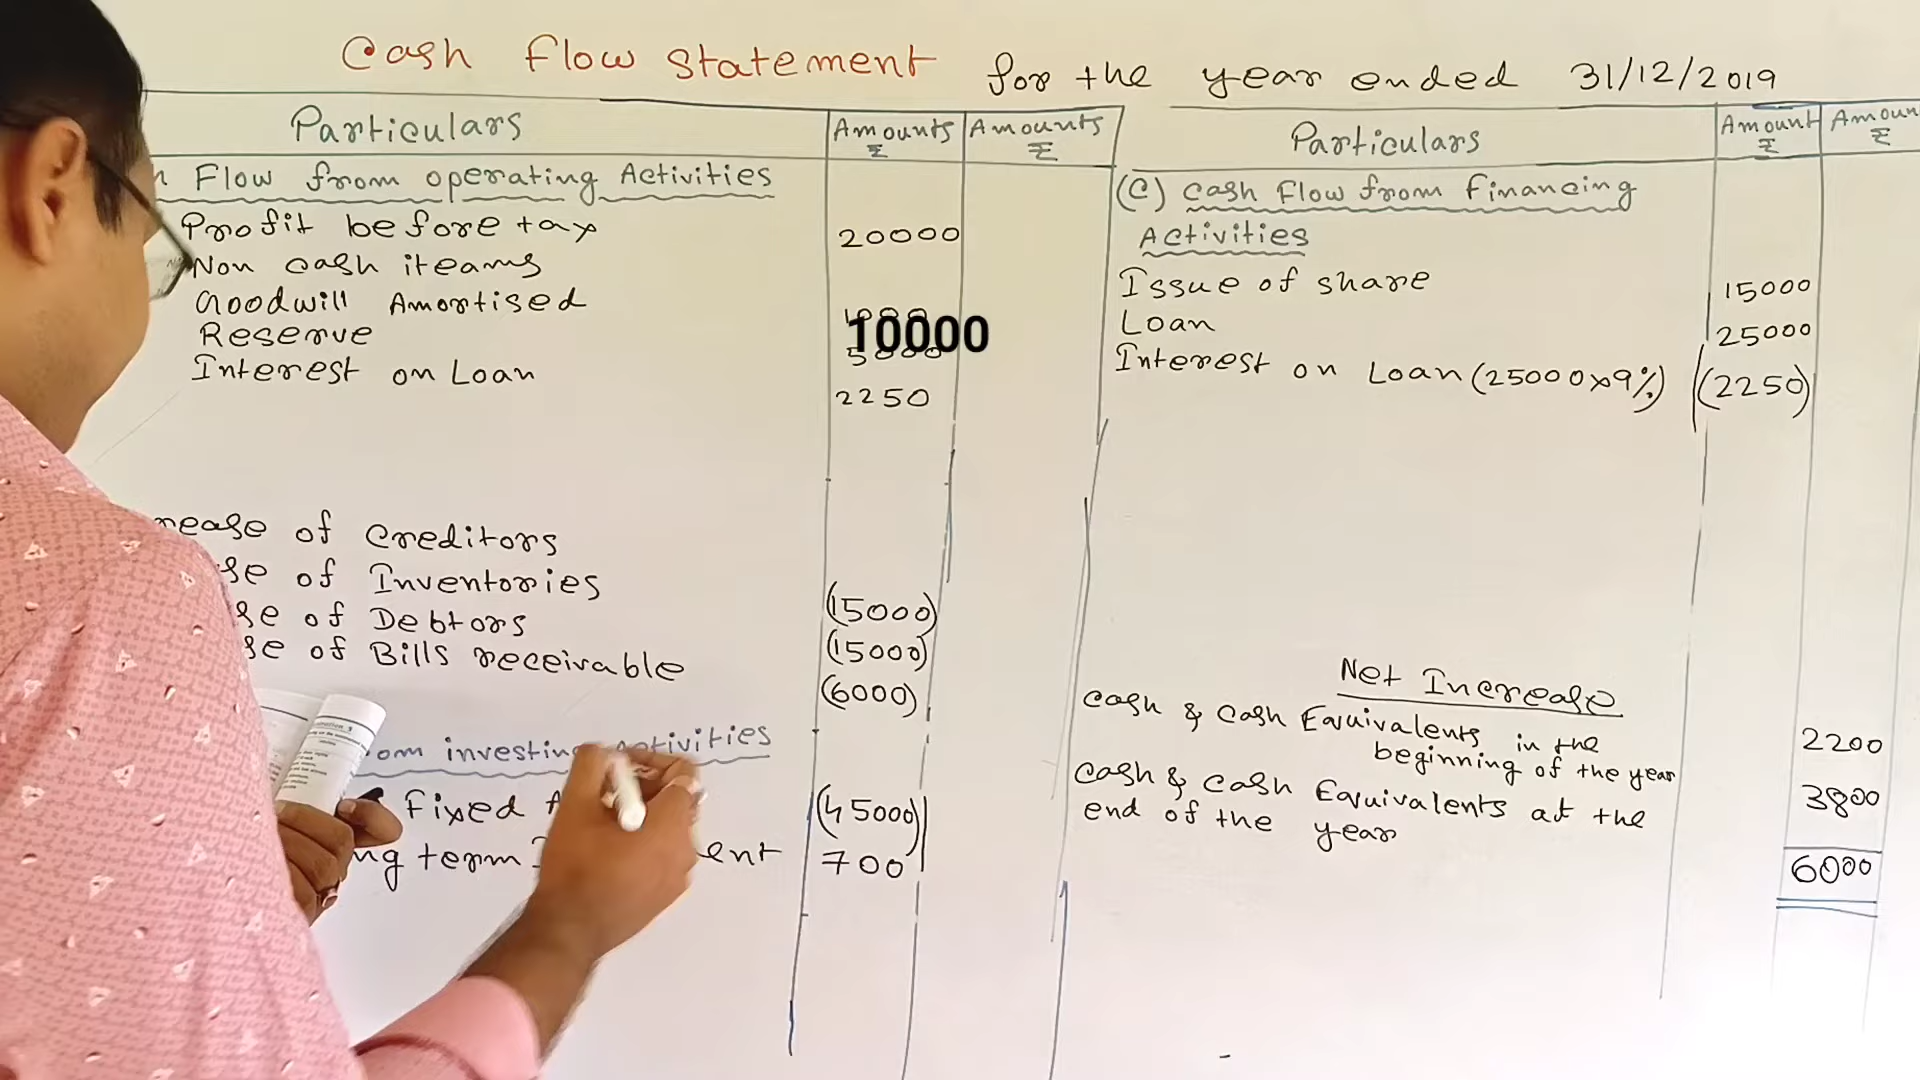 Cash Flow Statement for the year ended 31/12/2019
Particulars
Amounts ₹
Amounts ₹
Flow from operating Activities
Profit before tax 20000
Non cash iteams
Goodwill Amortised
10000
Reserve 5000
Interest on Loan 2250
of Creditors
of Inventories (15000)
of Debtors (15000)
of Bills receivable (6000)
investing Activities
Fixed (45000)
term 700
Particulars
Amount ₹
Amoun ₹
(C) Cash Flow from Financing
Activities
Issue of share 15000
Loan 25000
Interest on Loan (25000x9%) (2250)
Net Increase
Cash & Cash Equivalents in the
beginning of the year 2200
Cash & Cash Equivalents at the 3800
end of the year
6000